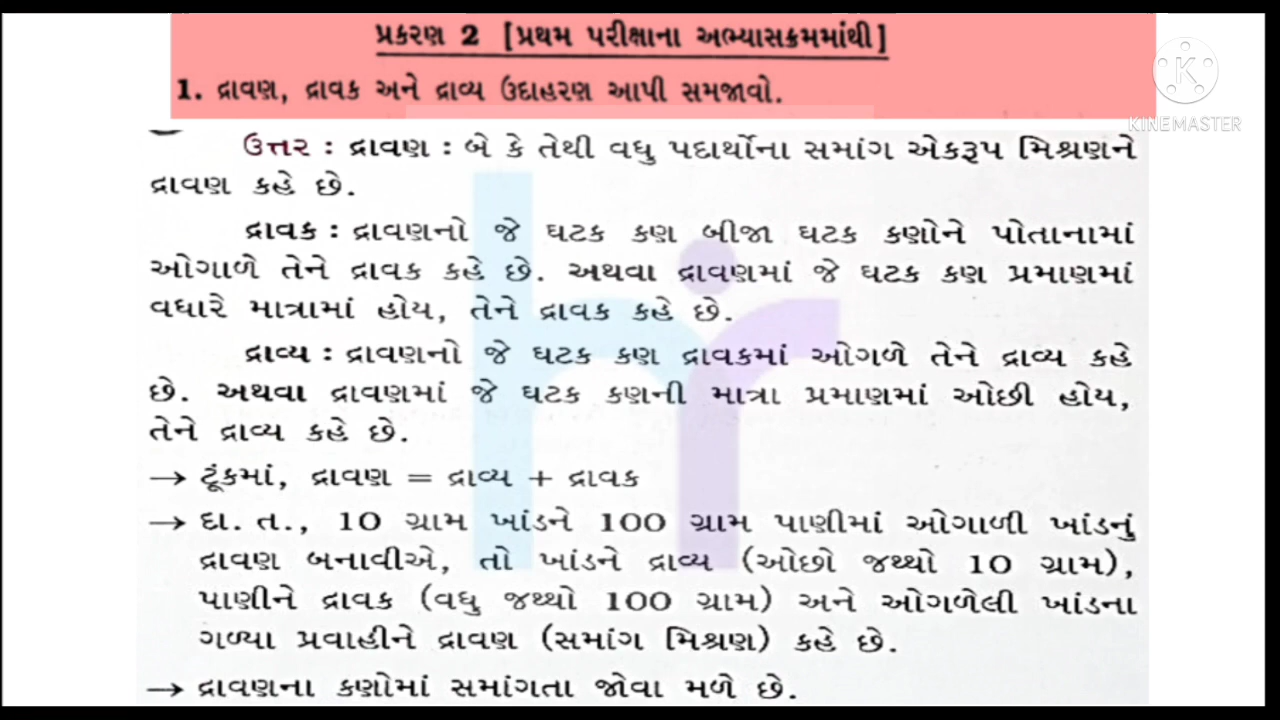 પ્રકરણ 2 [પ્રથમ પરીક્ષાના અભ્યાસક્રમમાંથી]
1. દ્રાવણ, દ્રાવક અને દ્રાવ્ય ઉદાહરણ આપી સમજાવો.
KINEMASTER
ઉત્તર : દ્રાવણ : બે કે તેથી વધુ પદાર્થોના સમાંગ એકરૂપ મિશ્રણને
દ્રાવણ કહે છે.
દ્રાવક : દ્રાવણનો જે ઘટક કણ બીજા ઘટક કણોને પોતાનામાં
ઓગાળે તેને દ્રાવક કહે છે. અથવા દ્રાવણમાં જે ઘટક કણ પ્રમાણમાં
વધારે માત્રામાં હોય, તેને દ્રાવક કહે છે.
દ્રાવ્ય : દ્રાવણનો જે ઘટક કણ દ્રાવકમાં ઓગળે તેને દ્રાવ્ય કહે
છે. અથવા દ્રાવણમાં જે ઘટક કણની માત્રા પ્રમાણમાં ઓછી હોય,
તેને દ્રાવ્ય કહે છે.
→ ટૂંકમાં, દ્રાવણ = દ્રાવ્ય + દ્રાવક
→ દા. ત., 10 ગ્રામ ખાંડને 100 ગ્રામ પાણીમાં ઓગાળી ખાંડનું
દ્રાવણ બનાવીએ, તો ખાંડને દ્રાવ્ય (ઓછો જથ્થો 10 ગ્રામ),
પાણીને દ્રાવક (વધુ જથ્થો 100 ગ્રામ) અને ઓગળેલી ખાંડના
ગળ્યા પ્રવાહીને દ્રાવણ (સમાંગ મિશ્રણ) કહે છે.
→ દ્રાવણના કણોમાં સમાંગતા જોવા મળે છે.